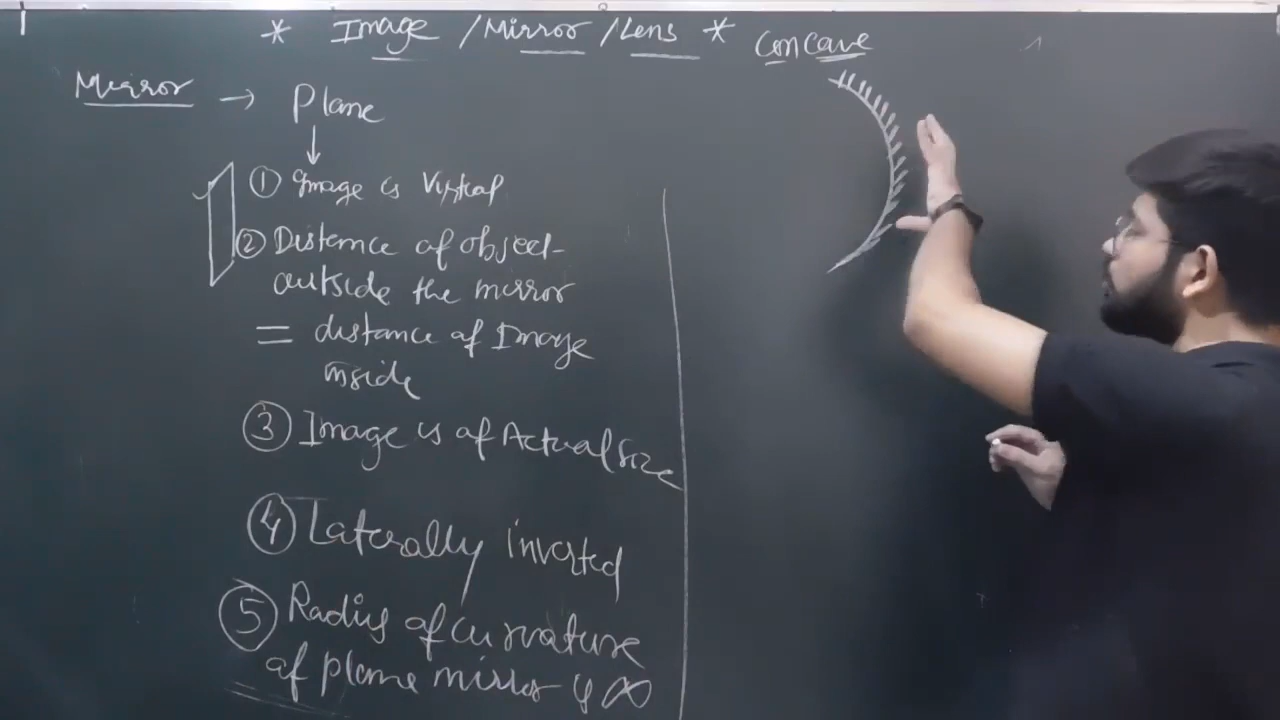 * Image / Mirror / Lens *
Concave
Mirror → Plane
↓
① Image is Virtual
② Distance of object
outside the mirror
= distance of Image
inside
③ Image is of Actual Size
④ Laterally inverted
⑤ Radius of curvature
of plane mirror is ∞